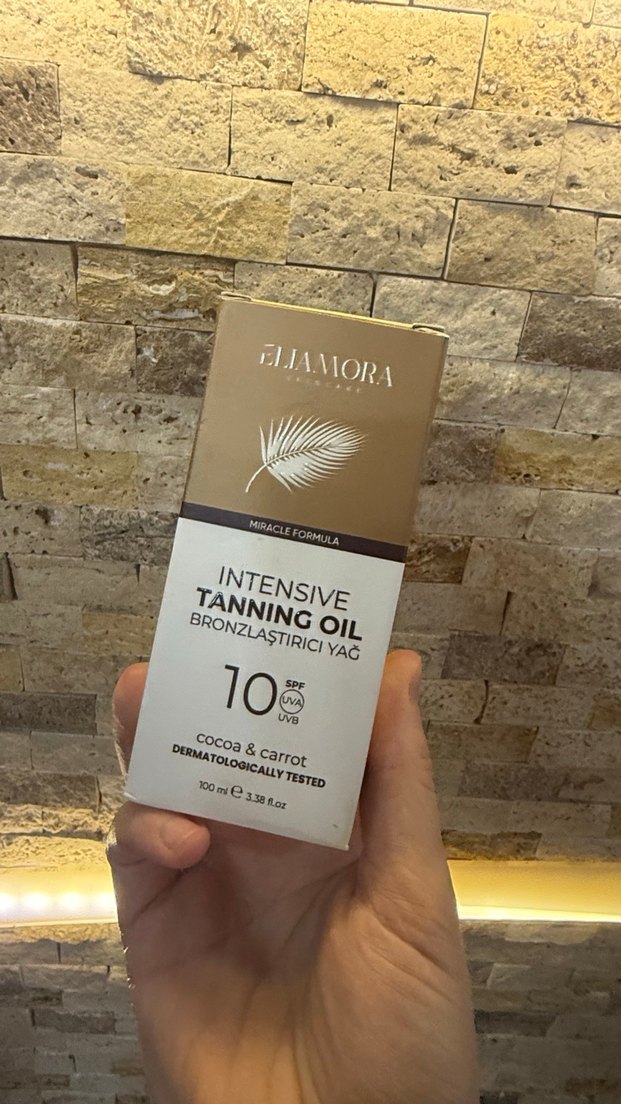 ELIAMORA
SKINCARE
MIRACLE FORMULA
INTENSIVE
TANNING OIL
BRONZLAŞTIRICI YAĞ
10 SPF
UVA
UVB
cocoa & carrot
DERMATOLOGICALLY TESTED
100 ml ℮ 3.38 fl.oz